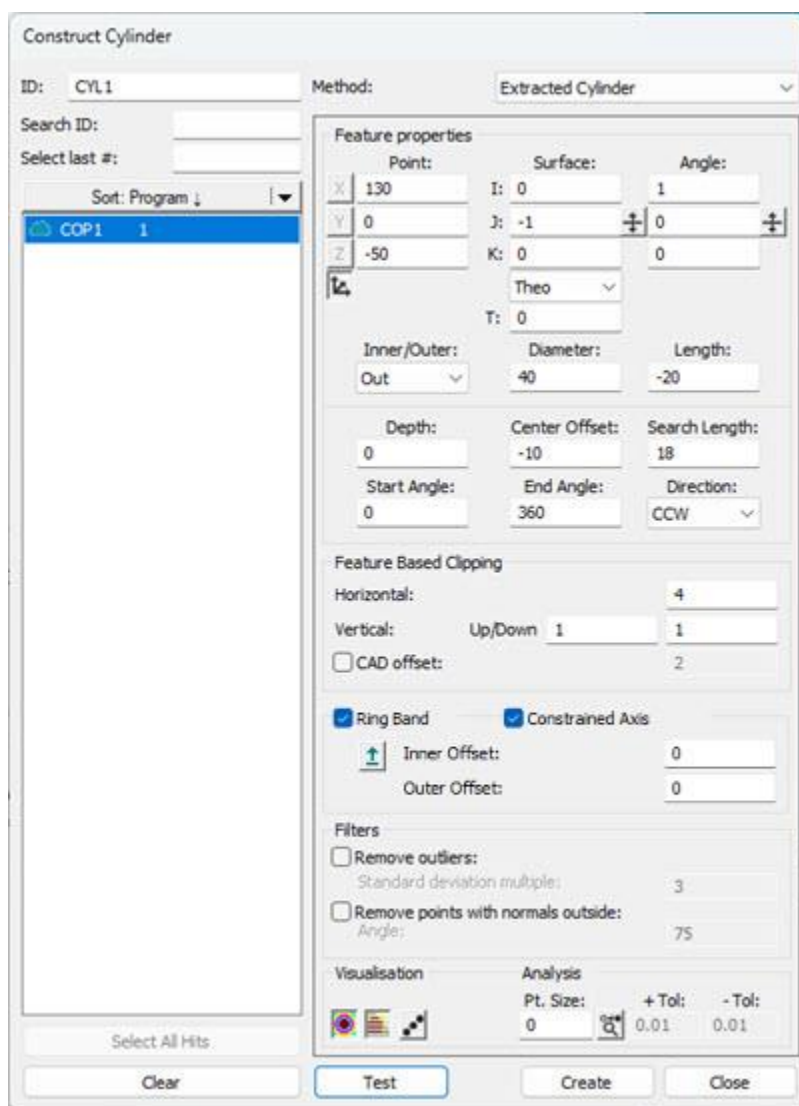 Construct Cylinder
ID: CYL1
Method: Extracted Cylinder
Search ID:
Select last #:
Sort: Program ↓
COP1 1
Feature properties
Point: Surface: Angle:
X 130 I: 0 1
Y 0 J: -1 0
Z -50 K: 0 0
Theo
T: 0
Inner/Outer: Diameter: Length:
Out 40 -20
Depth: Center Offset: Search Length:
0 -10 18
Start Angle: End Angle: Direction:
0 360 CCW
Feature Based Clipping
Horizontal: 4
Vertical: Up/Down 1 1
CAD offset: 2
Ring Band Constrained Axis
Inner Offset: 0
Outer Offset: 0
Filters
Remove outliers:
Standard deviation multiple: 3
Remove points with normals outside:
Angle: 75
Visualisation Analysis
Pt. Size: + Tol: - Tol:
0 0.01 0.01
Select All Hits
Clear Test Create Close